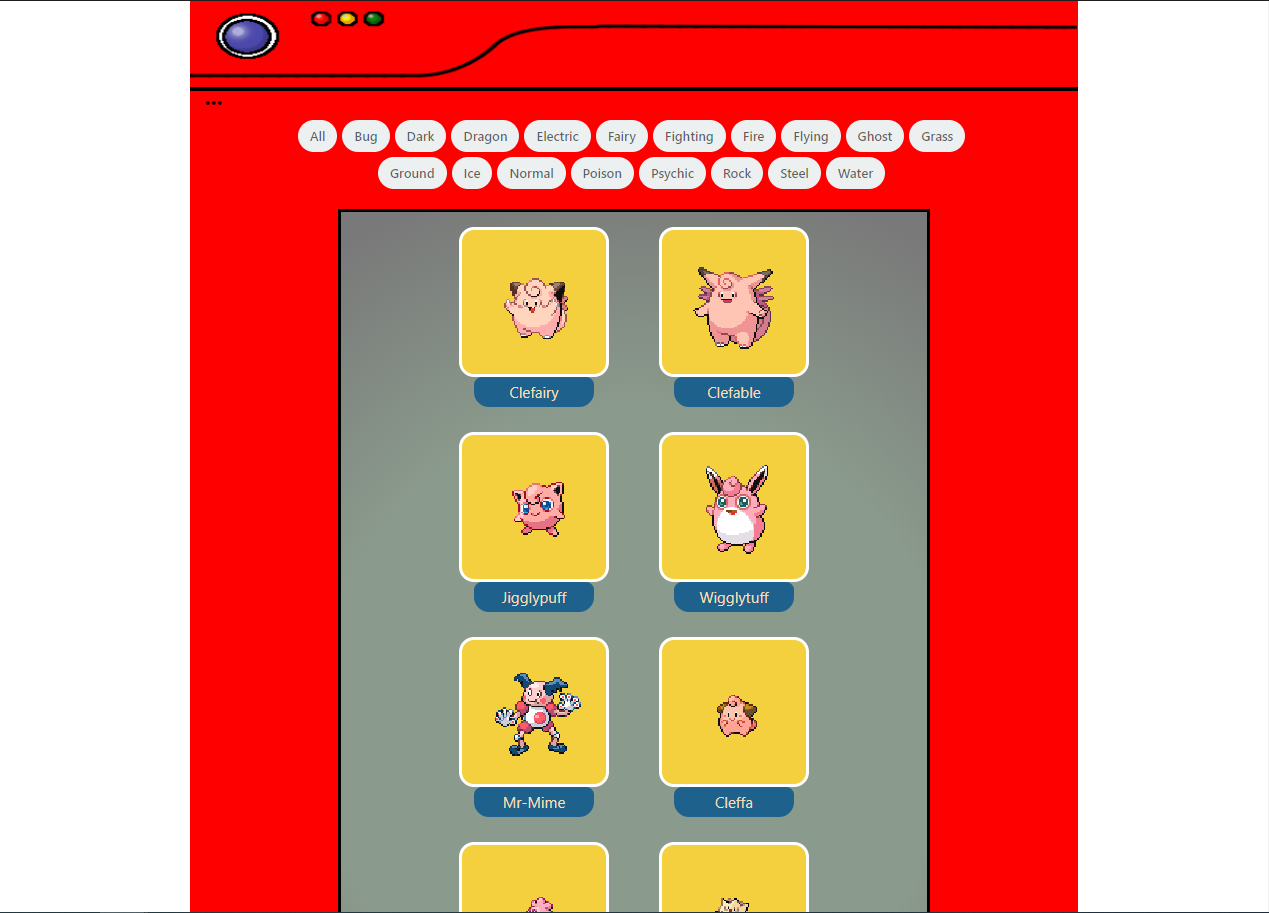 ...
All Bug Dark Dragon Electric Fairy Fighting Fire Flying Ghost Grass
Ground Ice Normal Poison Psychic Rock Steel Water
Clefairy Clefable
Jigglypuff Wigglytuff
Mr-Mime Cleffa